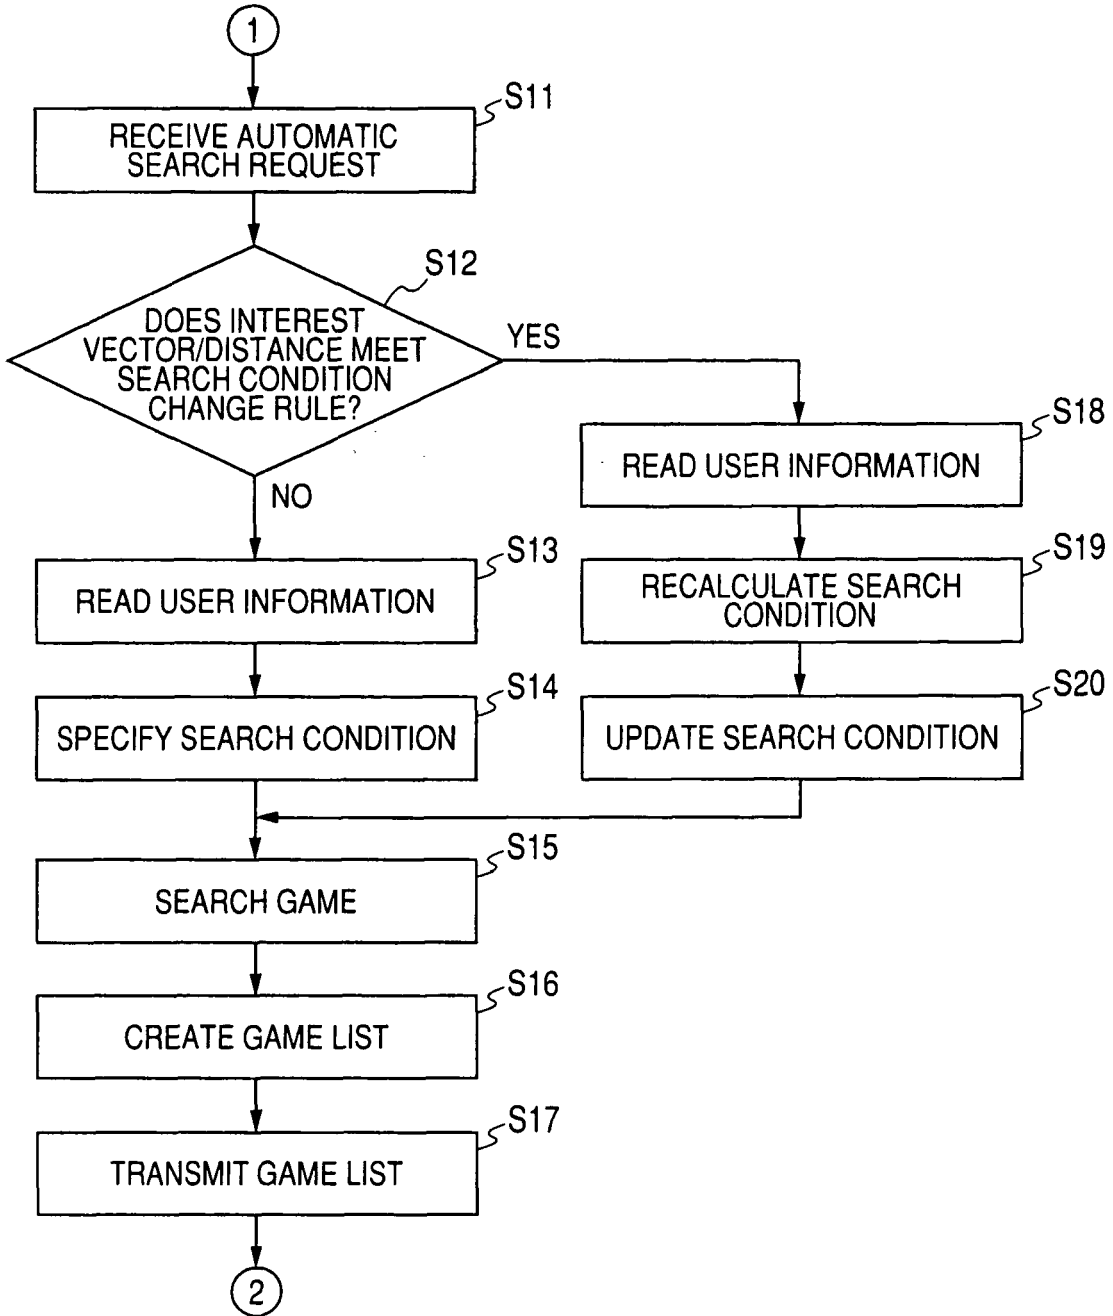 1
S11
RECEIVE AUTOMATIC
SEARCH REQUEST
S12
DOES INTEREST
VECTOR/DISTANCE MEET
SEARCH CONDITION
CHANGE RULE?
YES
NO
S18
READ USER INFORMATION
S13
READ USER INFORMATION
S19
RECALCULATE SEARCH
CONDITION
S14
SPECIFY SEARCH CONDITION
S20
UPDATE SEARCH CONDITION
S15
SEARCH GAME
S16
CREATE GAME LIST
S17
TRANSMIT GAME LIST
2